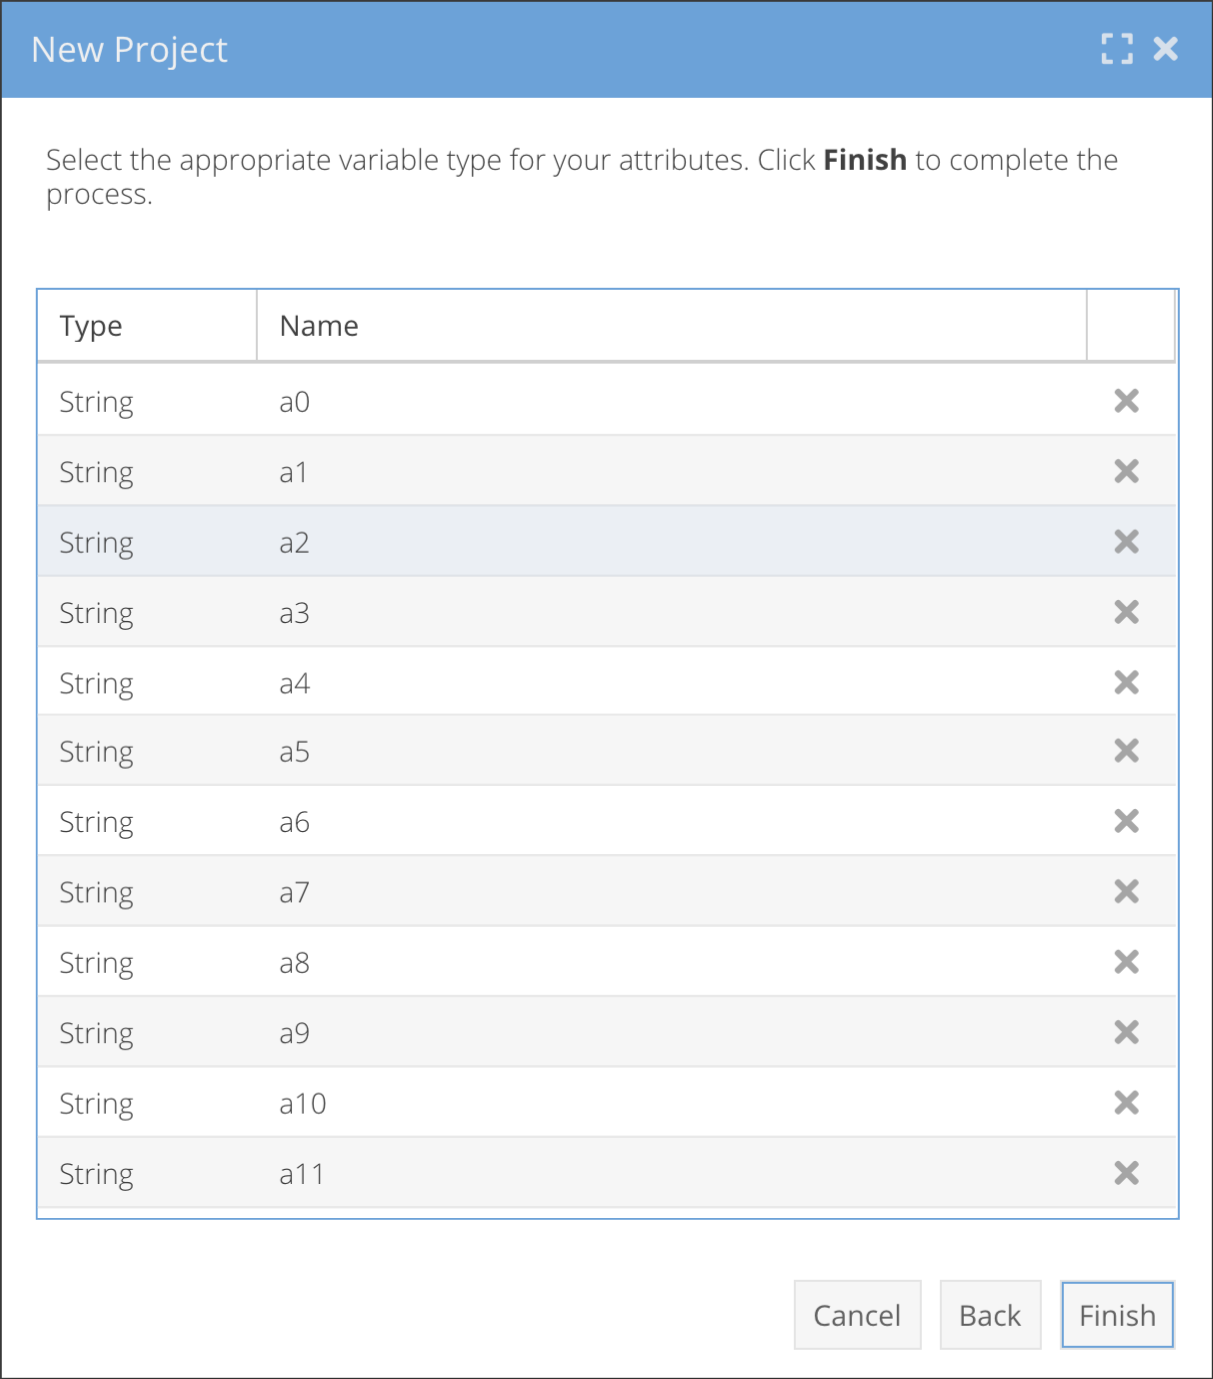 New Project
Select the appropriate variable type for your attributes. Click Finish to complete the
process.
Type Name
String a0
String a1
String a2
String a3
String a4
String a5
String a6
String a7
String a8
String a9
String a10
String a11
Cancel Back Finish